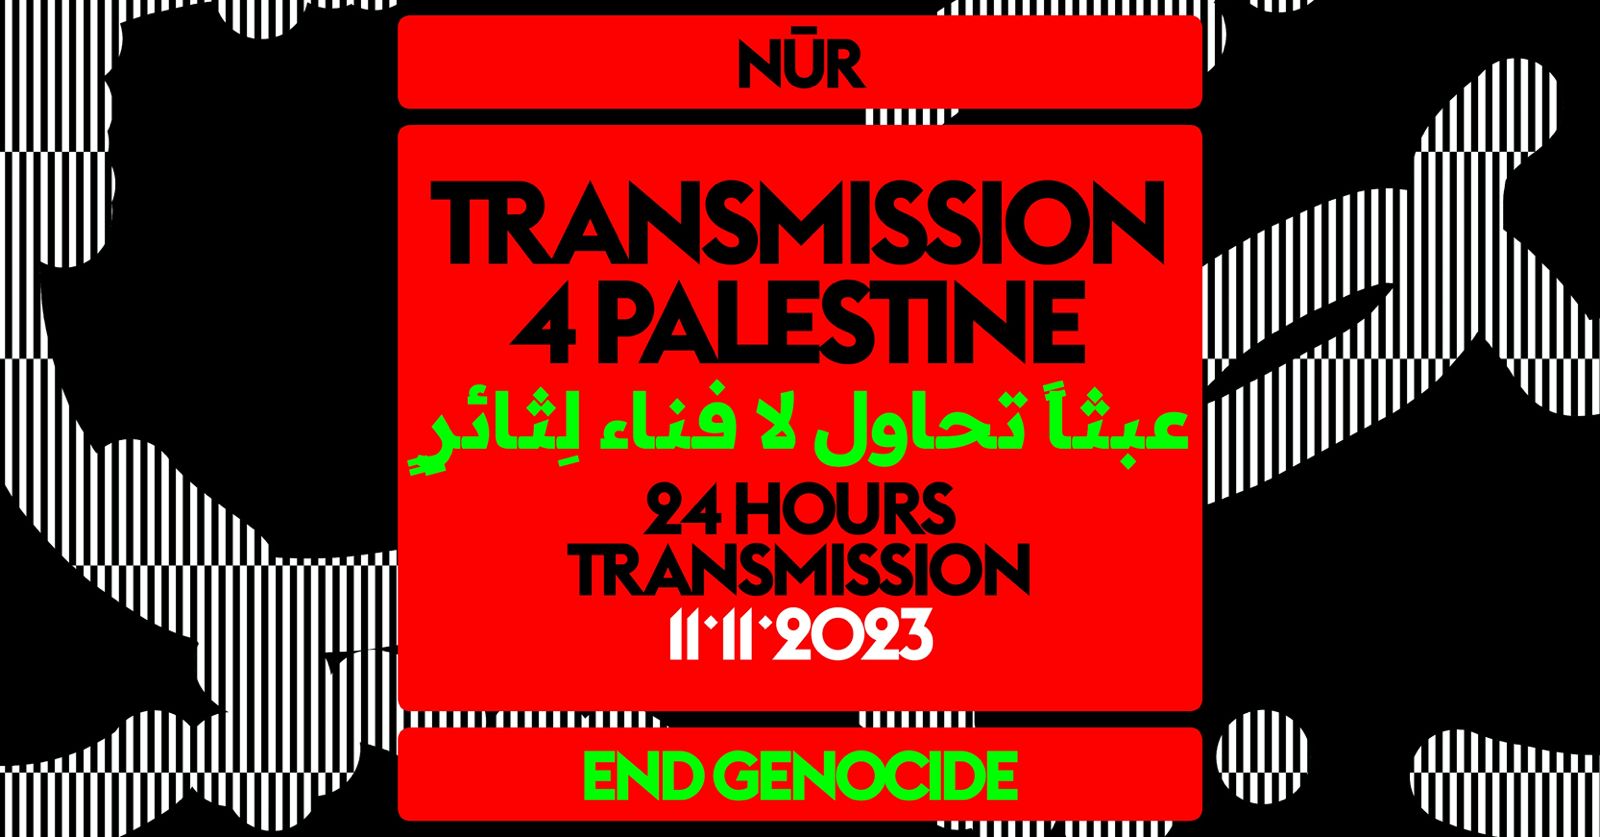 NŪR
TRANSMISSION
4 PALESTINE
عبثاً تحاول لا فناء لِثائرٍ
24 HOURS
TRANSMISSION
11·11·2023
END GENOCIDE